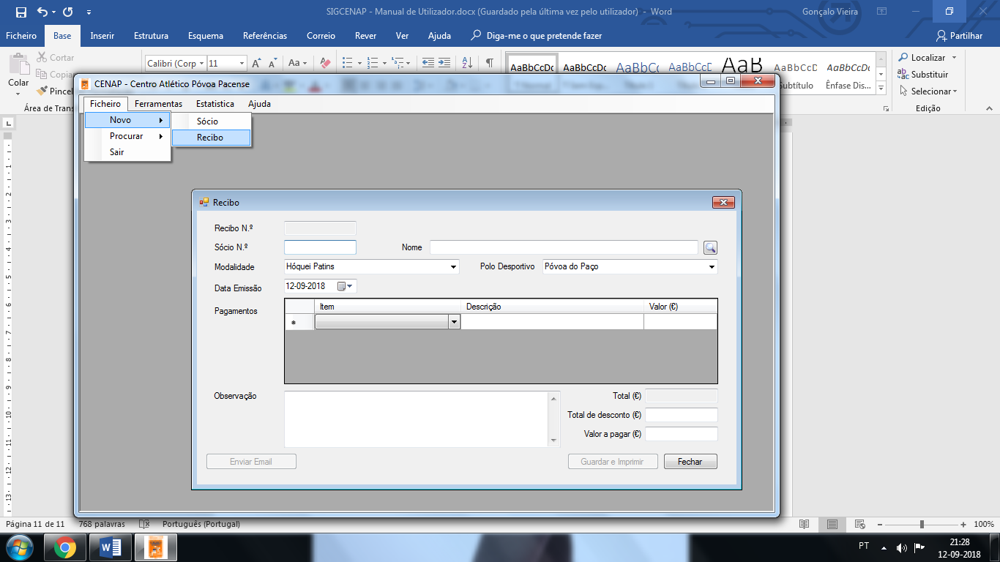 SIGCENAP - Manual de Utilizador.docx (Guardado pela última vez pelo utilizador) - Word
Gonçalo Vieira
Ficheiro Base Inserir Estrutura Esquema Referências Correio Rever Ver Ajuda Diga-me o que pretende fazer Partilhar
Cortar
Copia
Pincel
Colar
Calibri (Corp 11
AaBbCcDc AaBbCcDc AaBbCc AaBbCcC AaB AaBbCcD AaBbCcDc
Subtítulo Ênfase Dis...
Localizar
Substituir
Selecionar
Edição
Área de Trans
CENAP - Centro Atlético Póvoa Pacense
Ficheiro Ferramentas Estatistica Ajuda
Novo
Procurar
Sair
Sócio
Recibo
Recibo
Recibo N.º
Sócio N.º Nome
Modalidade Hóquei Patins Polo Desportivo Póvoa do Paço
Data Emissão 12-09-2018
Pagamentos Item Descrição Valor (€)
Observação Total (€)
Total de desconto (€)
Valor a pagar (€)
Enviar Email Guardar e Imprimir Fechar
Página 11 de 11 768 palavras Português (Portugal) 100%
PT 21:28
12-09-2018